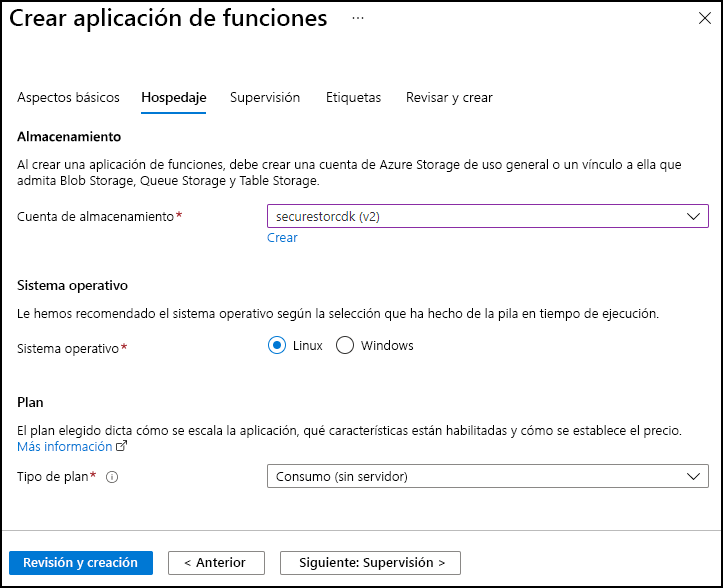 Crear aplicación de funciones ...
Aspectos básicos Hospedaje Supervisión Etiquetas Revisar y crear
Almacenamiento
Al crear una aplicación de funciones, debe crear una cuenta de Azure Storage de uso general o un vínculo a ella que
admita Blob Storage, Queue Storage y Table Storage.
Cuenta de almacenamiento* securestorcdk (v2)
Crear
Sistema operativo
Le hemos recomendado el sistema operativo según la selección que ha hecho de la pila en tiempo de ejecución.
Sistema operativo* Linux Windows
Plan
El plan elegido dicta cómo se escala la aplicación, qué características están habilitadas y cómo se establece el precio.
Más información
Tipo de plan* Consumo (sin servidor)
Revisión y creación < Anterior Siguiente: Supervisión >